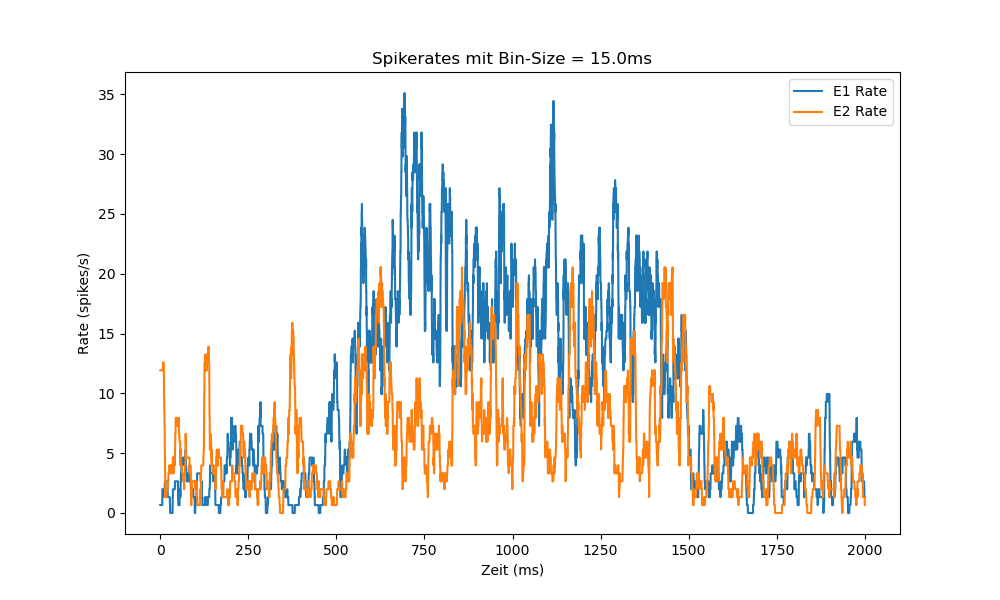 Spikerates mit Bin-Size = 15.0ms
E1 Rate
E2 Rate
35
30
25
20
15
10
5
0
Rate (spikes/s)
0 250 500 750 1000 1250 1500 1750 2000
Zeit (ms)